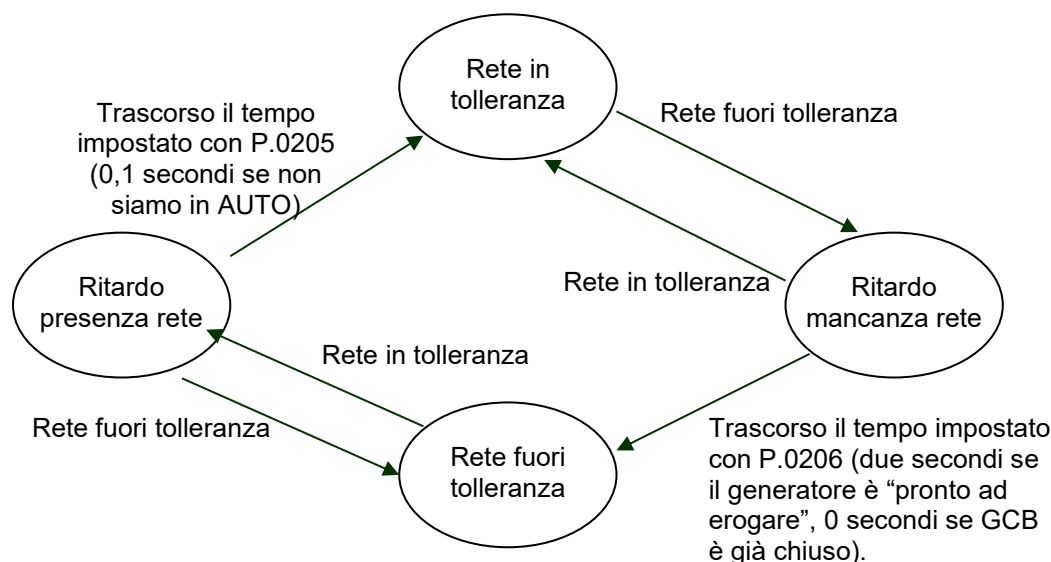 Rete in
tolleranza
Trascorso il tempo
impostato con P.0205
(0,1 secondi se non
siamo in AUTO)
Rete fuori tolleranza
Rete in tolleranza
Ritardo
presenza rete
Ritardo
mancanza rete
Rete in tolleranza
Rete fuori tolleranza
Rete fuori
tolleranza
Trascorso il tempo impostato
con P.0206 (due secondi se
il generatore è “pronto ad
erogare”, 0 secondi se GCB
è già chiuso).